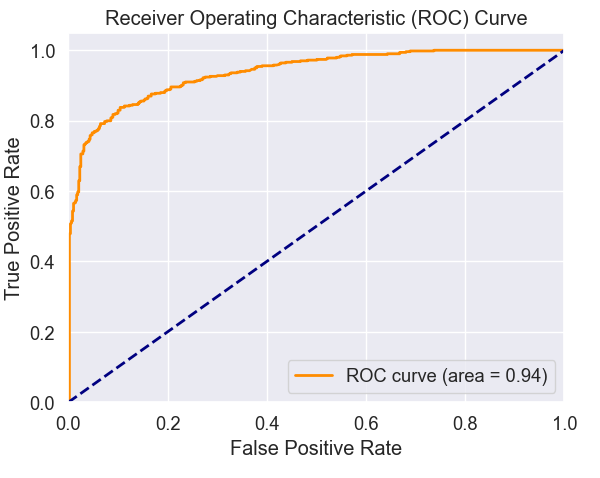 Receiver Operating Characteristic (ROC) Curve
True Positive Rate
1.0
0.8
0.6
0.4
0.2
0.0
ROC curve (area = 0.94)
0.0 0.2 0.4 0.6 0.8 1.0
False Positive Rate